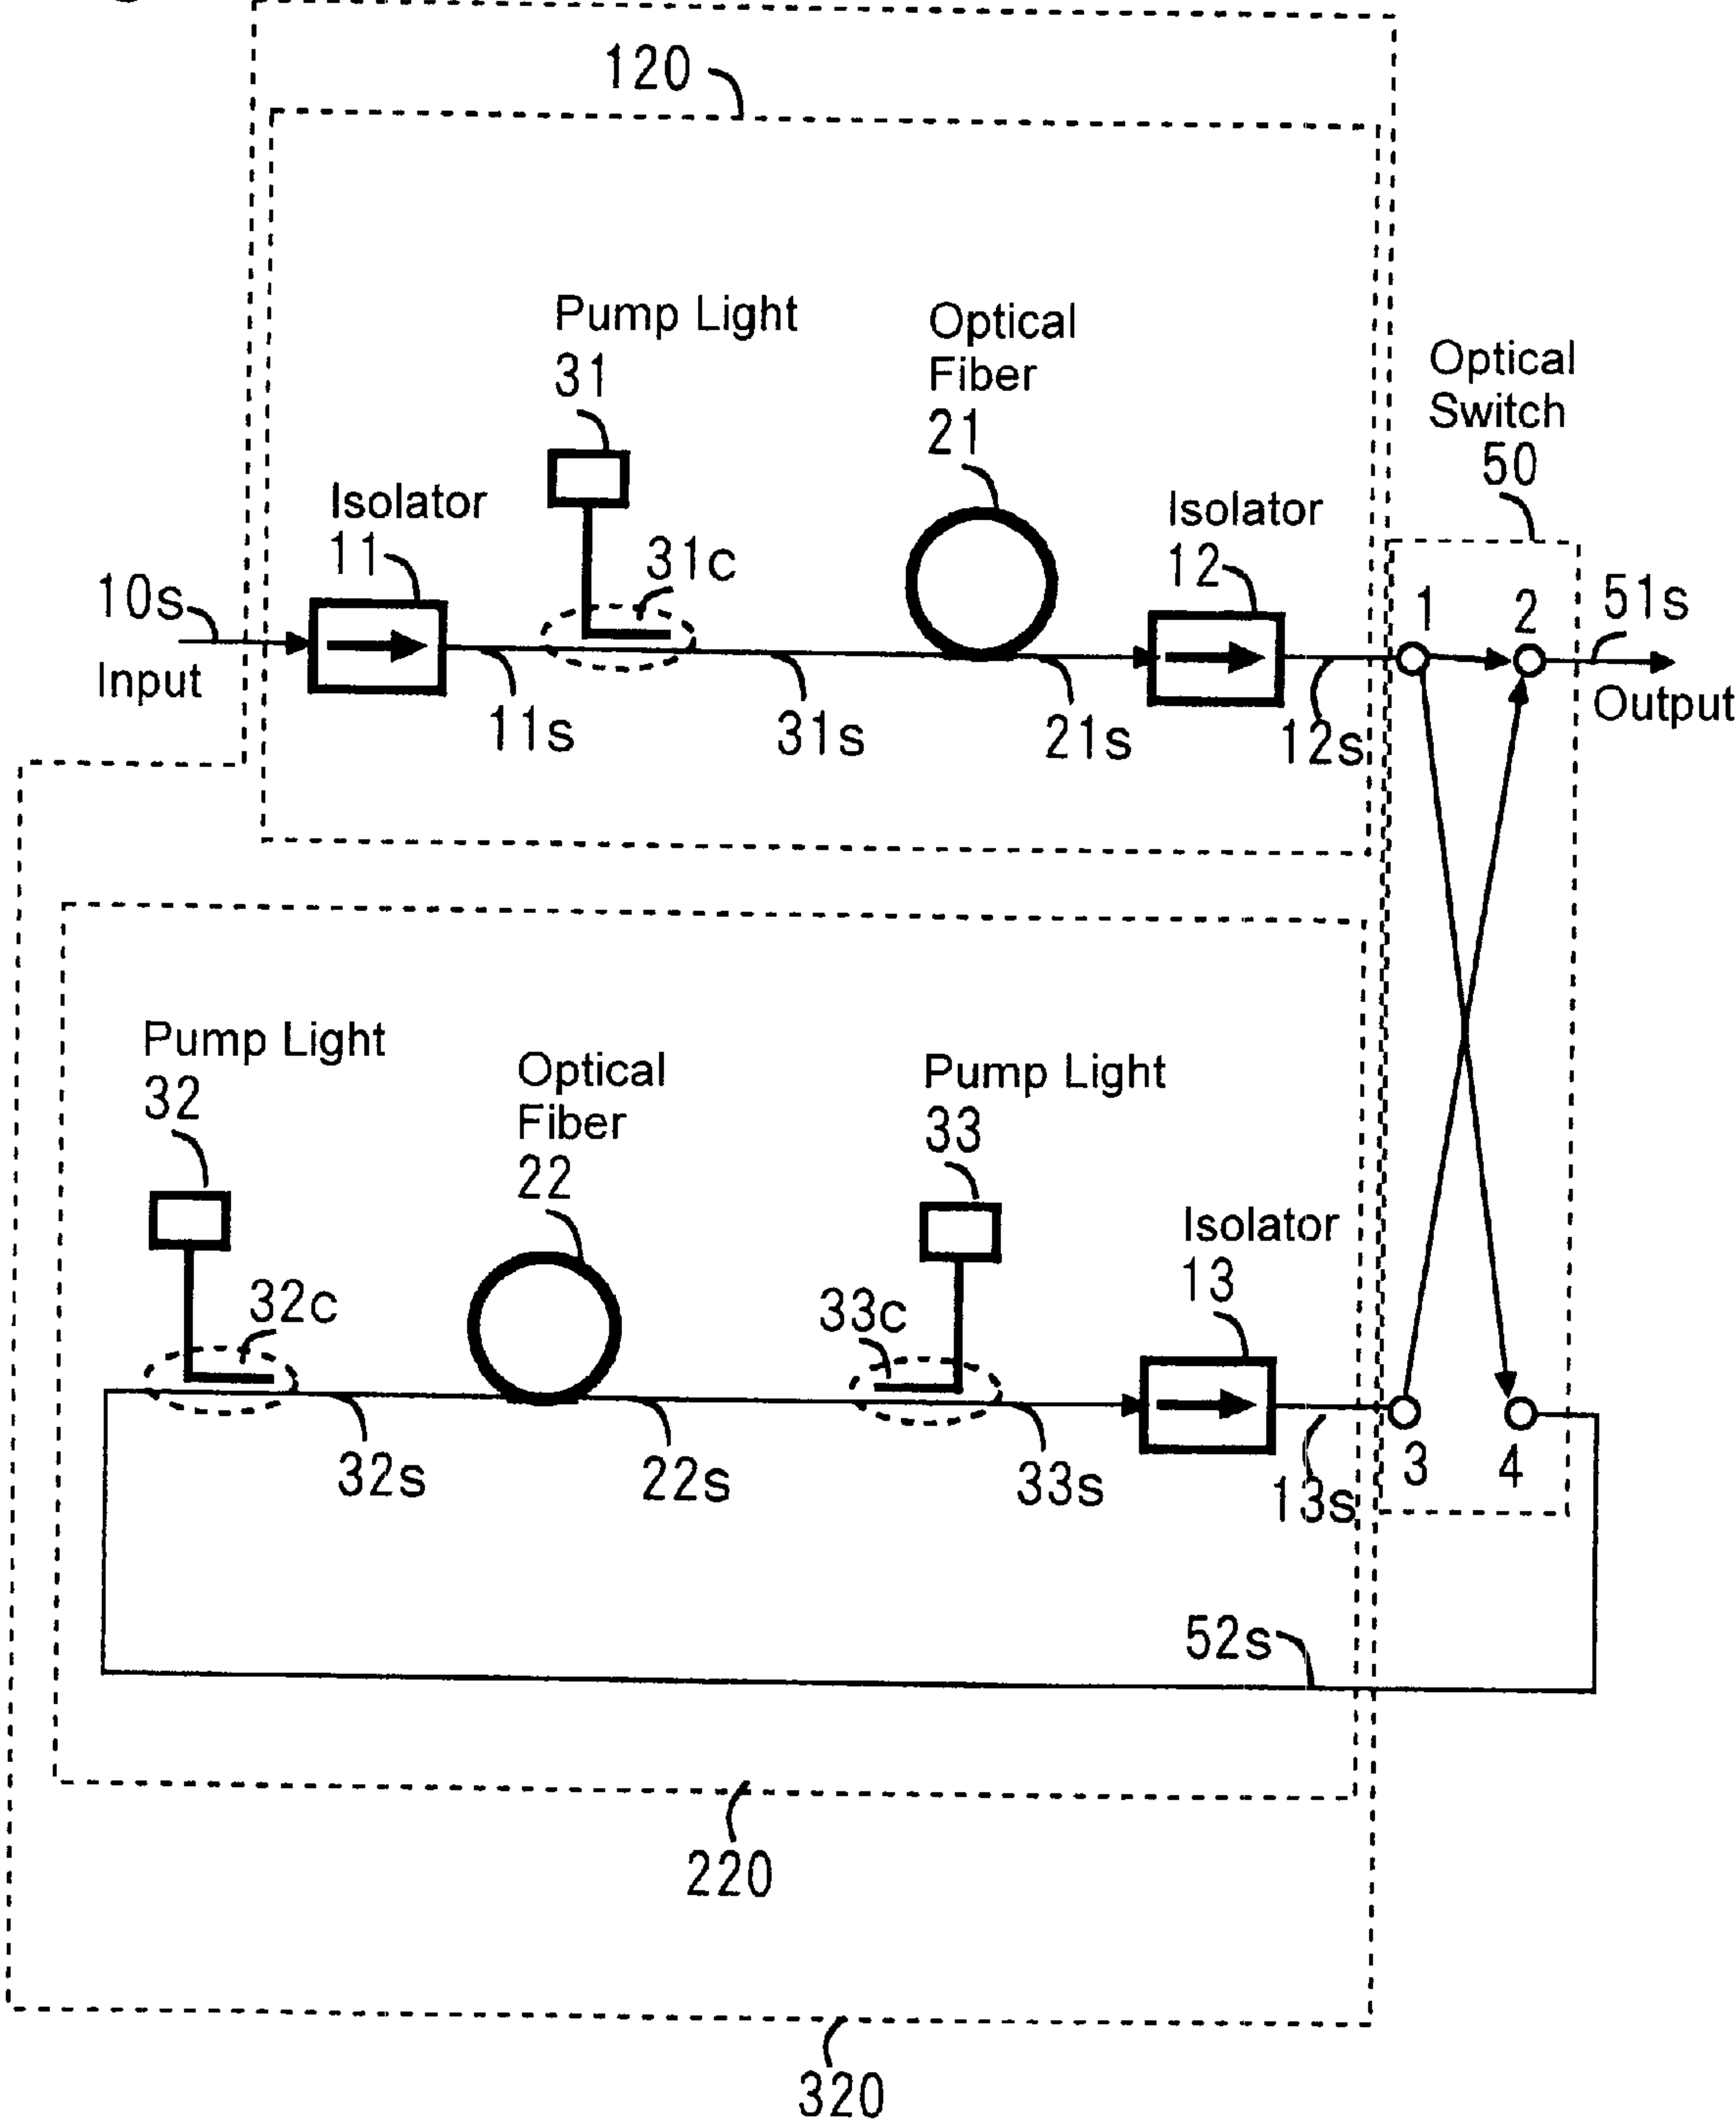 120
Pump Light
31
Optical
Fiber
21
Optical
Switch
50
Isolator
11
31c
Isolator
12
10s
Input
1
2
51s
Output
11s
31s
21s
12s
Pump Light
32
Optical
Fiber
22
Pump Light
33
Isolator
13
32c
33c
32s
22s
33s
13s
3
4
52s
220
320